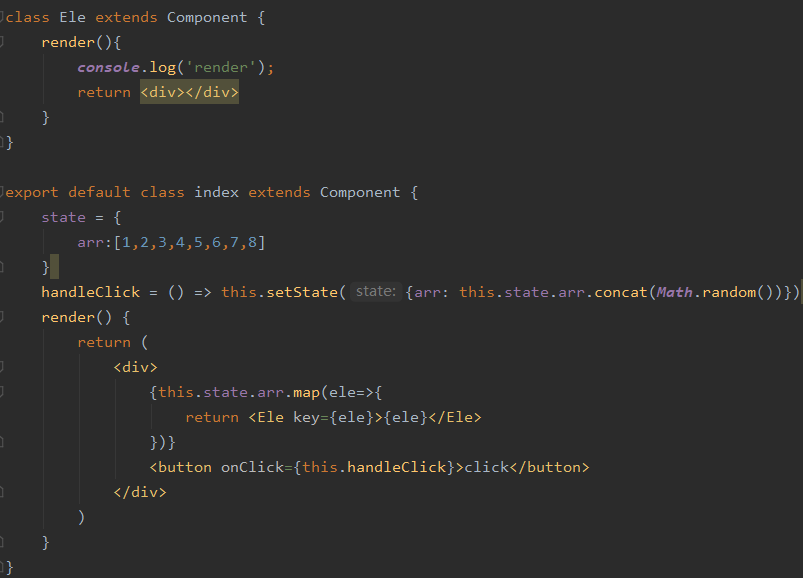 class Ele extends Component {
render(){
console.log('render');
return <div></div>
}
}
export default class index extends Component {
state = {
arr:[1,2,3,4,5,6,7,8]
}
handleClick = () => this.setState( state: {arr: this.state.arr.concat(Math.random())})
render() {
return (
<div>
{this.state.arr.map(ele=>{
return <Ele key={ele}>{ele}</Ele>
})}
<button onClick={this.handleClick}>click</button>
</div>
)
}
}